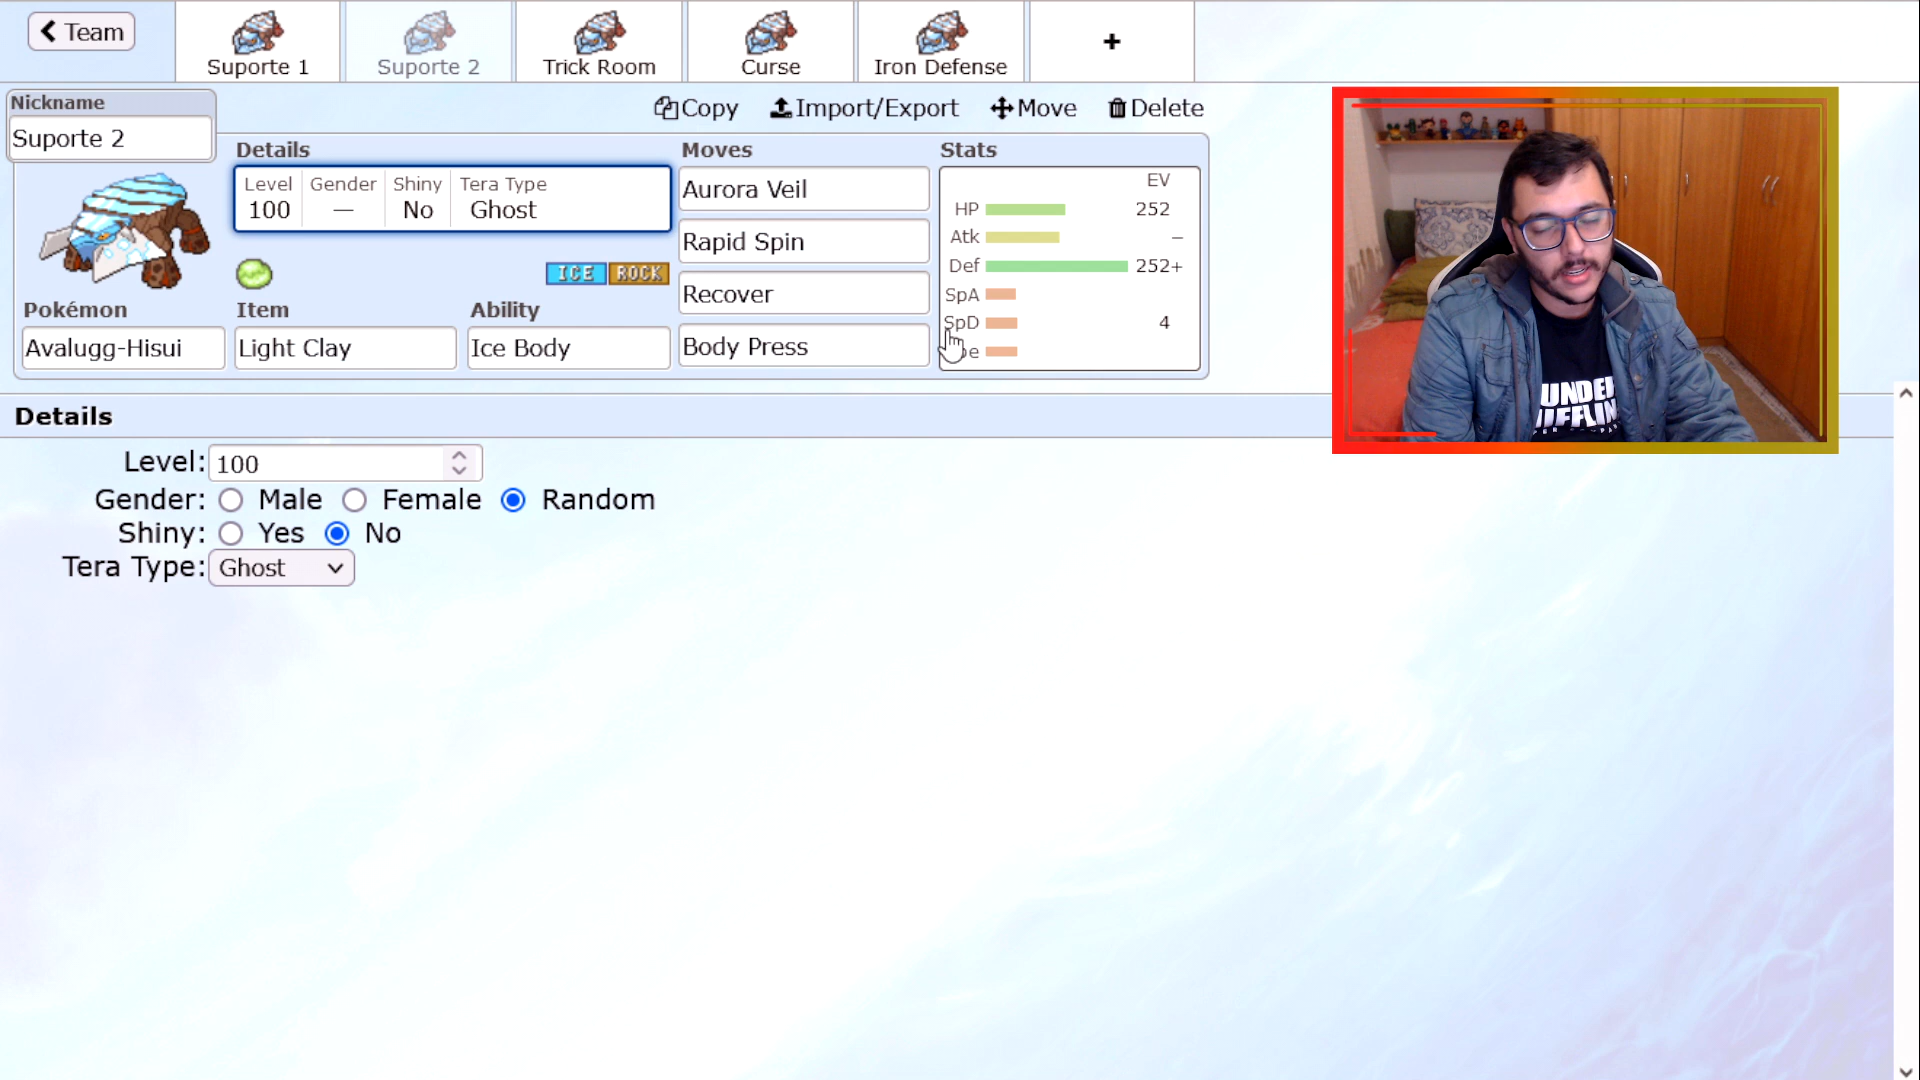 Team
Suporte 1
Suporte 2
Trick Room
Curse
Iron Defense
+
Nickname
Suporte 2
Copy
Import/Export
Move
Delete
Details
Level
100
Gender
—
Shiny
No
Tera Type
Ghost
ICE ROCK
Pokémon
Avalugg-Hisui
Item
Light Clay
Ability
Ice Body
Moves
Aurora Veil
Rapid Spin
Recover
Body Press
Stats
EV
HP 252
Atk –
Def 252+
SpA
SpD 4
Details
Level: 100
Gender: Male Female Random
Shiny: Yes No
Tera Type: Ghost